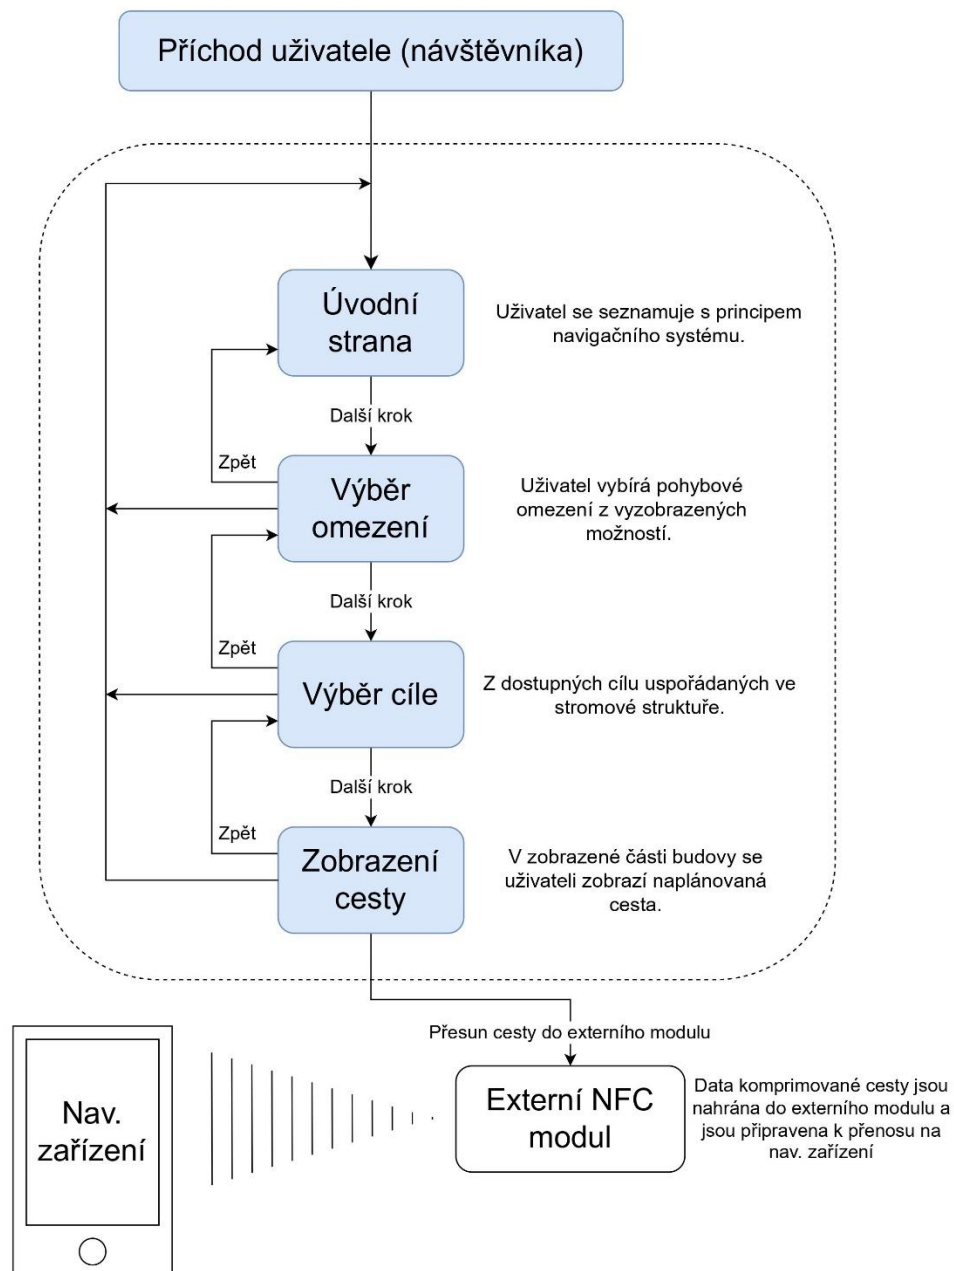 Příchod uživatele (návštěvníka)
Úvodní
strana
Uživatel se seznamuje s principem
navigačního systému.
Další krok
Zpět
Výběr
omezení
Uživatel vybírá pohybové
omezení z vyzobrazených
možností.
Další krok
Zpět
Výběr cíle
Z dostupných cílu uspořádaných ve
stromové struktuře.
Další krok
Zpět
Zobrazení
cesty
V zobrazené části budovy se
uživateli zobrazí naplánovaná
cesta.
Přesun cesty do externího modulu
Nav.
zařízení
Externí NFC
modul
Data komprimované cesty jsou
nahrána do externího modulu a
jsou připravena k přenosu na
nav. zařízení